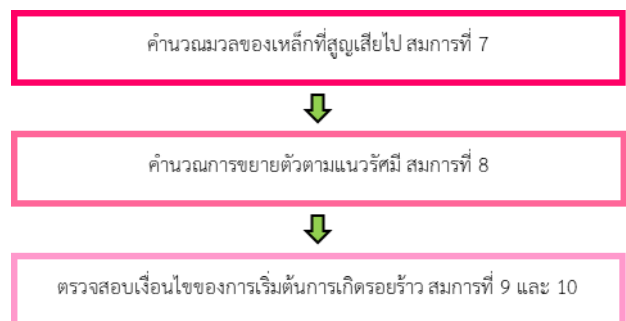 คำนวณมวลของเหล็กที่สูญเสียไป สมการที่ 7
คำนวณการขยายตัวตามแนวรัศมี สมการที่ 8
ตรวจสอบเงื่อนไขของการเริ่มต้นการเกิดรอยร้าว สมการที่ 9 และ 10